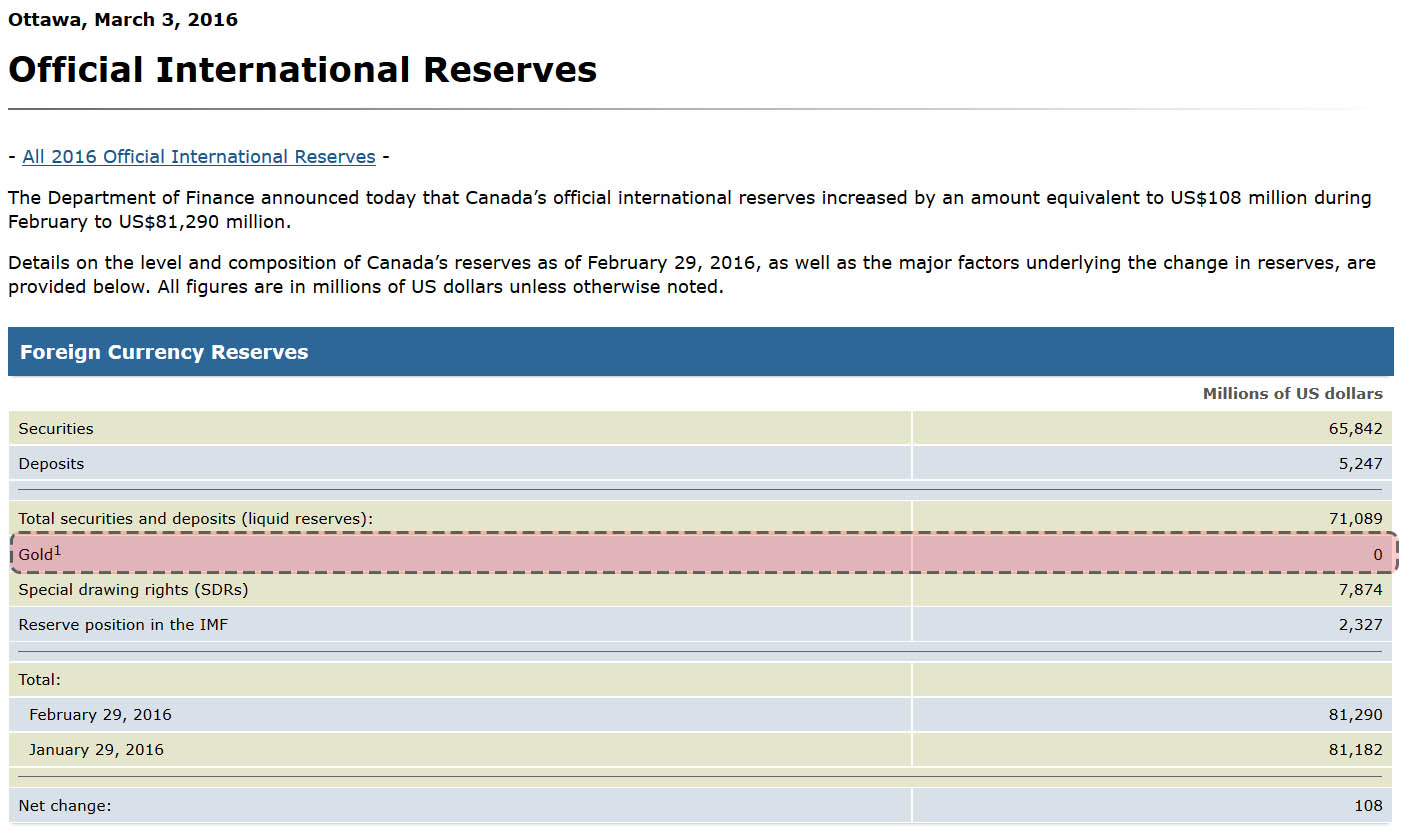 Ottawa, March 3, 2016
Official International Reserves
- All 2016 Official International Reserves -
The Department of Finance announced today that Canada’s official international reserves increased by an amount equivalent to US$108 million during
February to US$81,290 million.
Details on the level and composition of Canada’s reserves as of February 29, 2016, as well as the major factors underlying the change in reserves, are
provided below. All figures are in millions of US dollars unless otherwise noted.
Foreign Currency Reserves
Millions of US dollars
Securities 65,842
Deposits 5,247
Total securities and deposits (liquid reserves): 71,089
Gold¹ 0
Special drawing rights (SDRs) 7,874
Reserve position in the IMF 2,327
Total:
February 29, 2016 81,290
January 29, 2016 81,182
Net change: 108